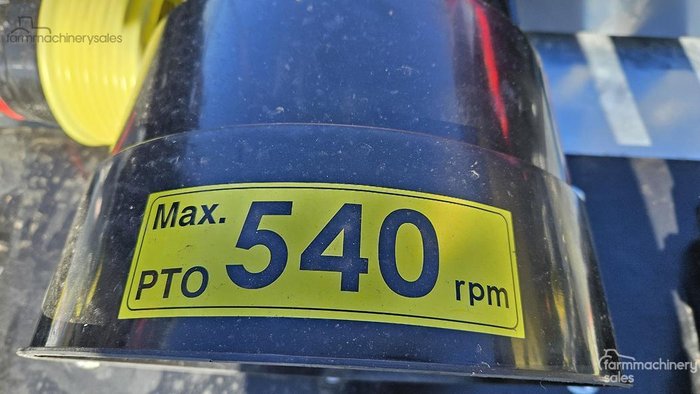 farmmachinerysales
Max.
PTO 540 rpm
farmmachinery
sales